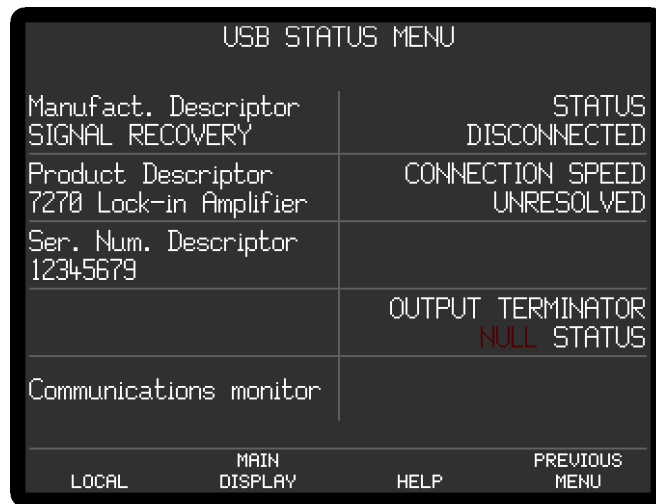 USB STATUS MENU
Manufact. Descriptor
SIGNAL RECOVERY
STATUS
DISCONNECTED
Product Descriptor
7270 Lock-in Amplifier
CONNECTION SPEED
UNRESOLVED
Ser. Num. Descriptor
12345679
OUTPUT TERMINATOR
NULL STATUS
Communications monitor
LOCAL
MAIN
DISPLAY
HELP
PREVIOUS
MENU